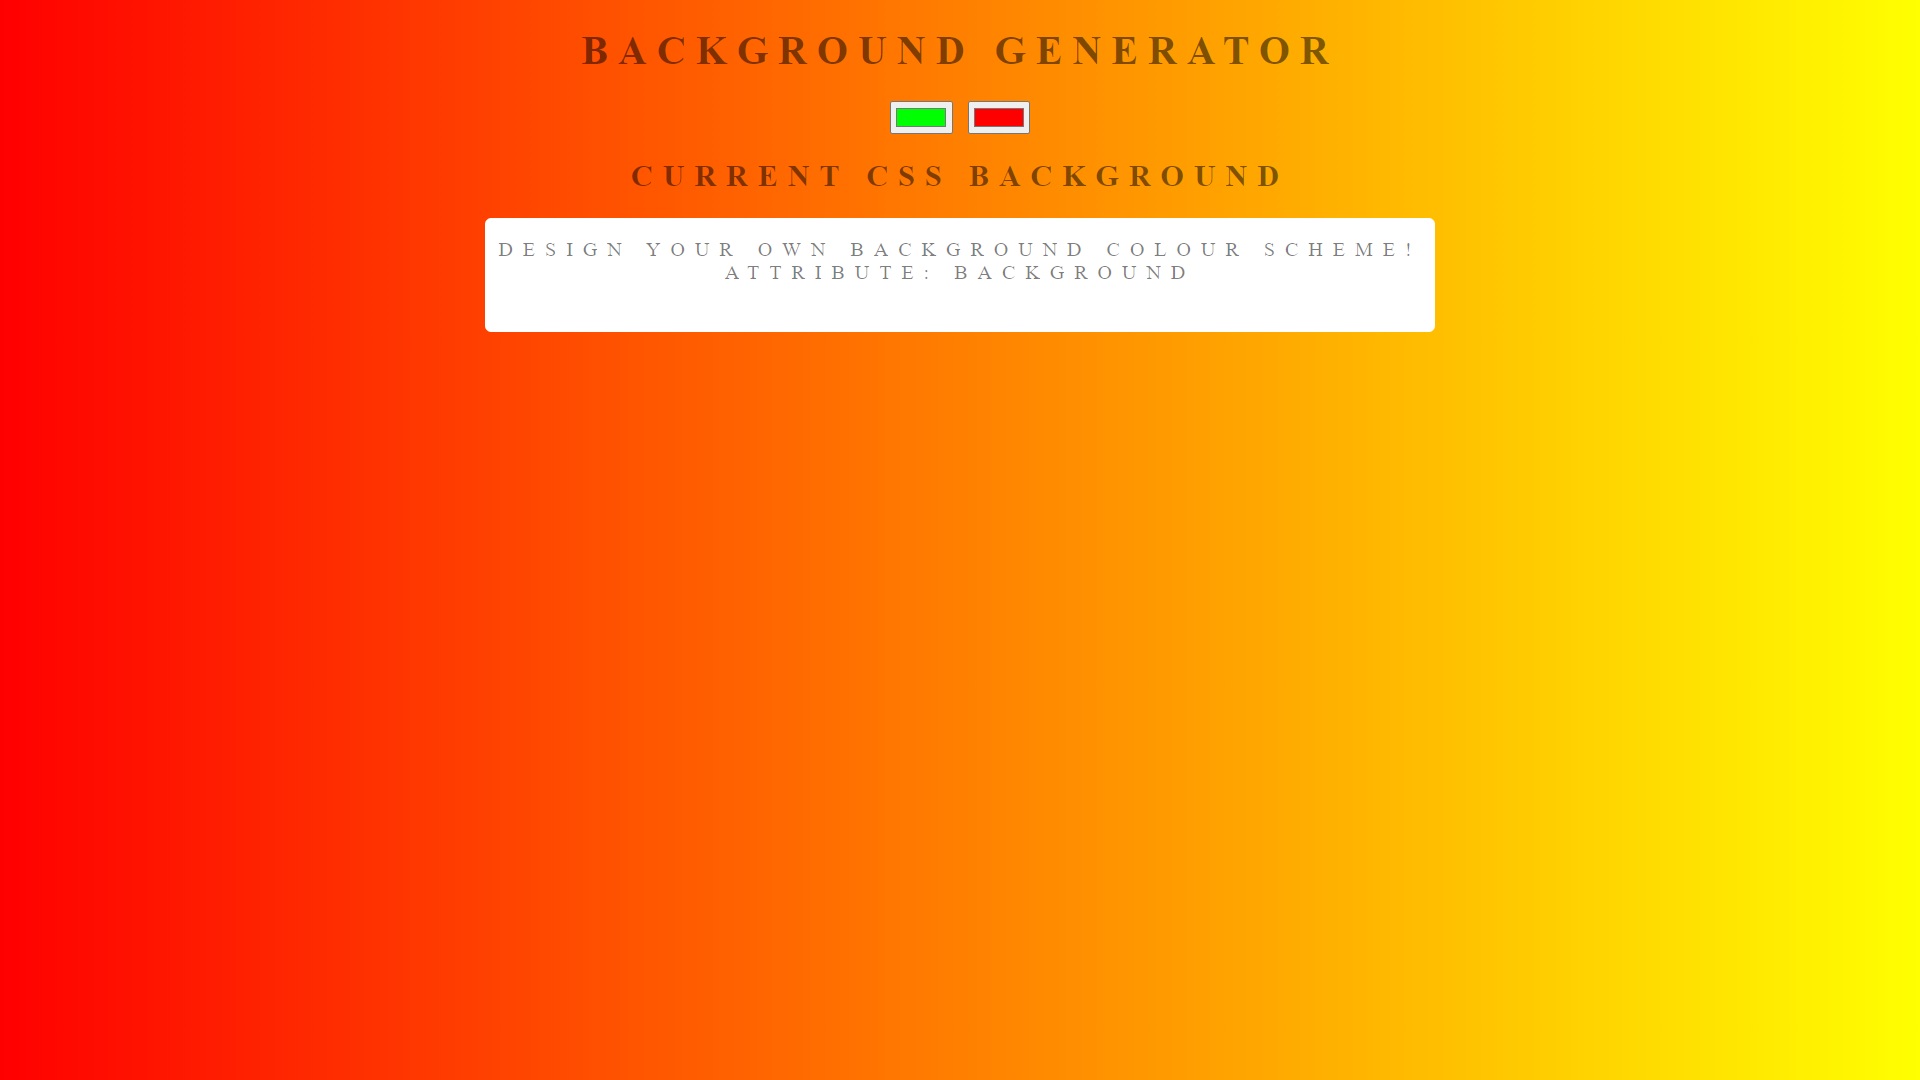 BACKGROUND GENERATOR
CURRENT CSS BACKGROUND
DESIGN YOUR OWN BACKGROUND COLOUR SCHEME!
ATTRIBUTE: BACKGROUND